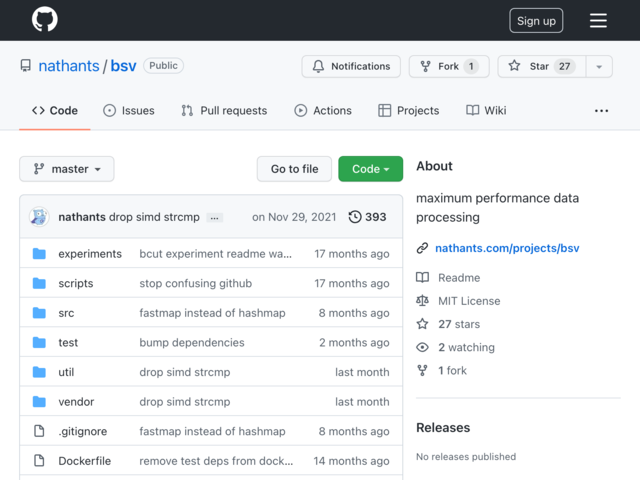 Sign up
nathants / bsv Public
Notifications Fork 1 Star 27
Code Issues Pull requests Actions Projects Wiki ...
master Go to file Code
About
maximum performance data
processing
nathants.com/projects/bsv
Readme
MIT License
27 stars
2 watching
1 fork
Releases
No releases published
nathants drop simd strcmp ... on Nov 29, 2021 393
experiments bcut experiment readme wa... 17 months ago
scripts stop confusing github 17 months ago
src fastmap instead of hashmap 8 months ago
test bump dependencies 2 months ago
util drop simd strcmp last month
vendor drop simd strcmp last month
.gitignore fastmap instead of hashmap 8 months ago
Dockerfile remove test deps from dock... 14 months ago